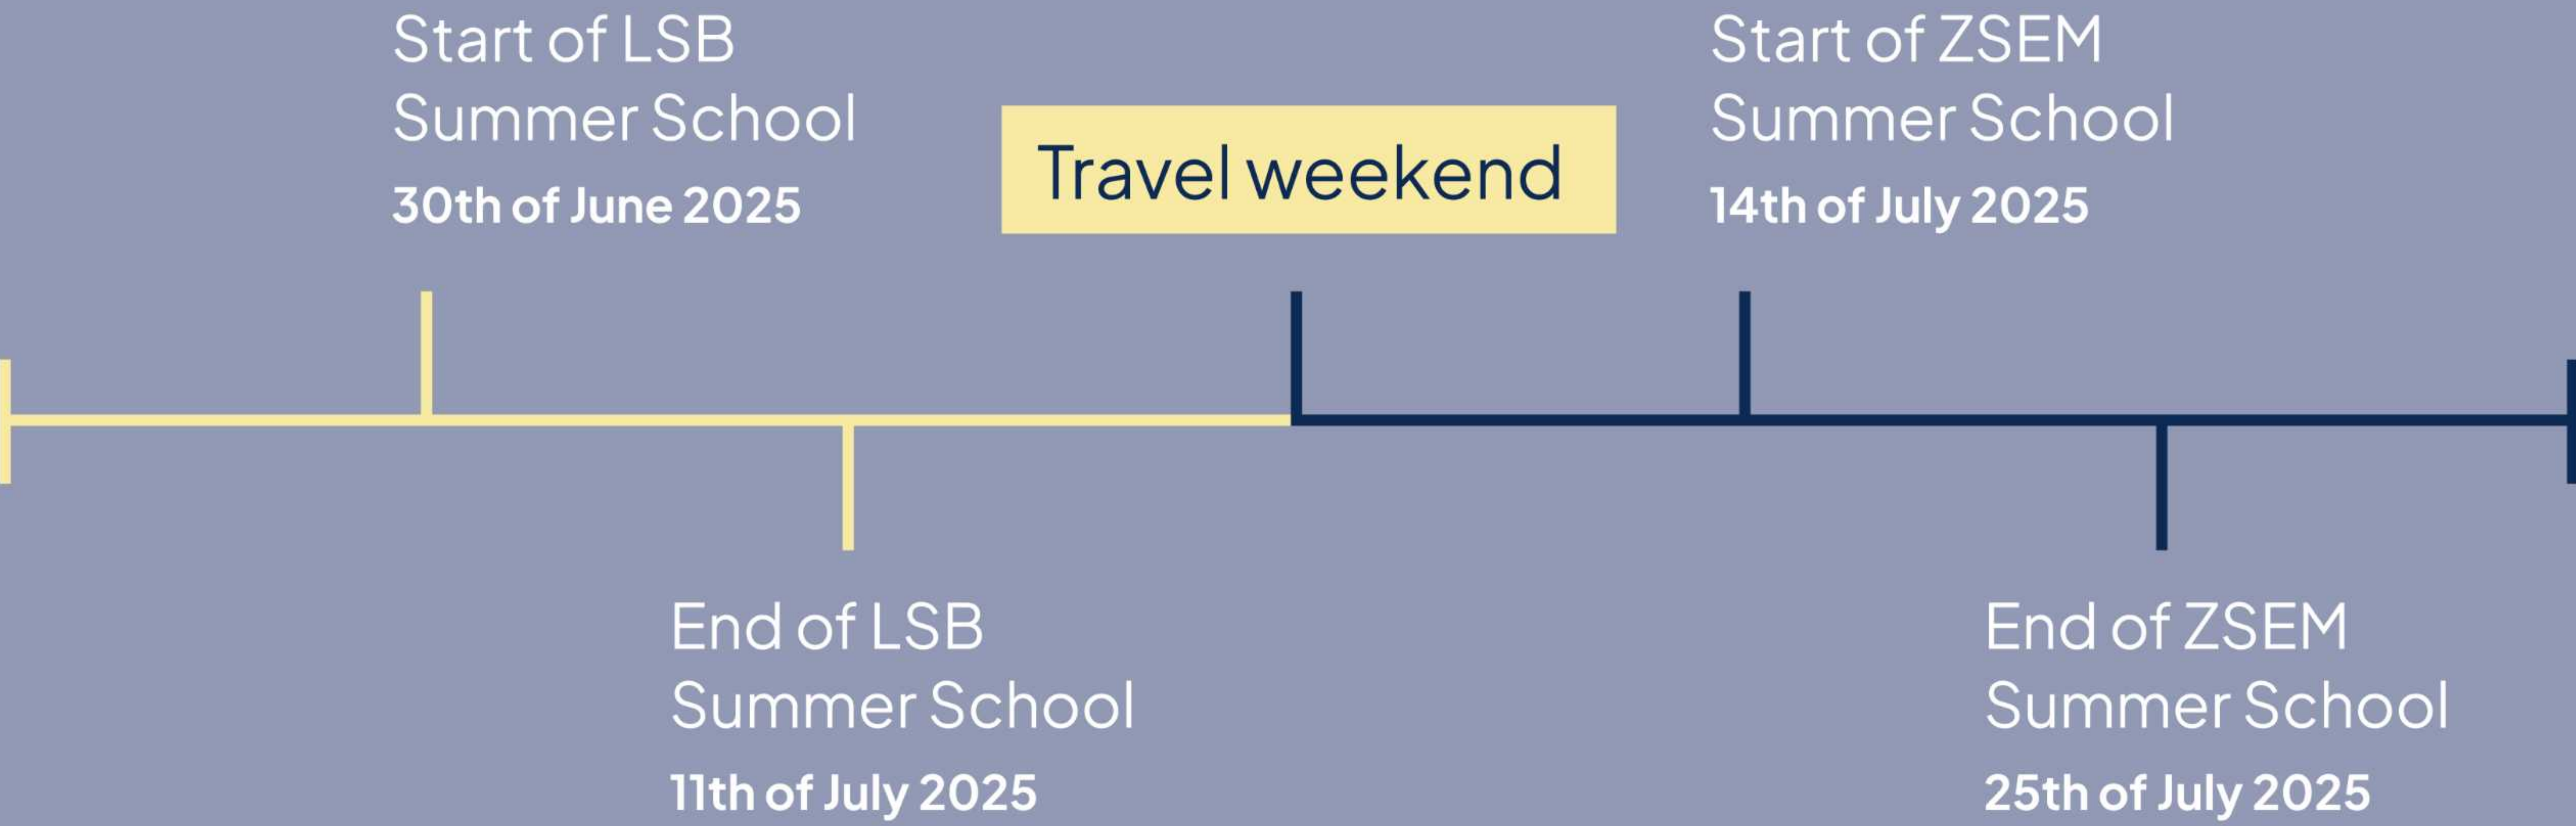 Start of LSB
Summer School
30th of June 2025
End of LSB
Summer School
11th of July 2025
Travel weekend
Start of ZSEM
Summer School
14th of July 2025
End of ZSEM
Summer School
25th of July 2025